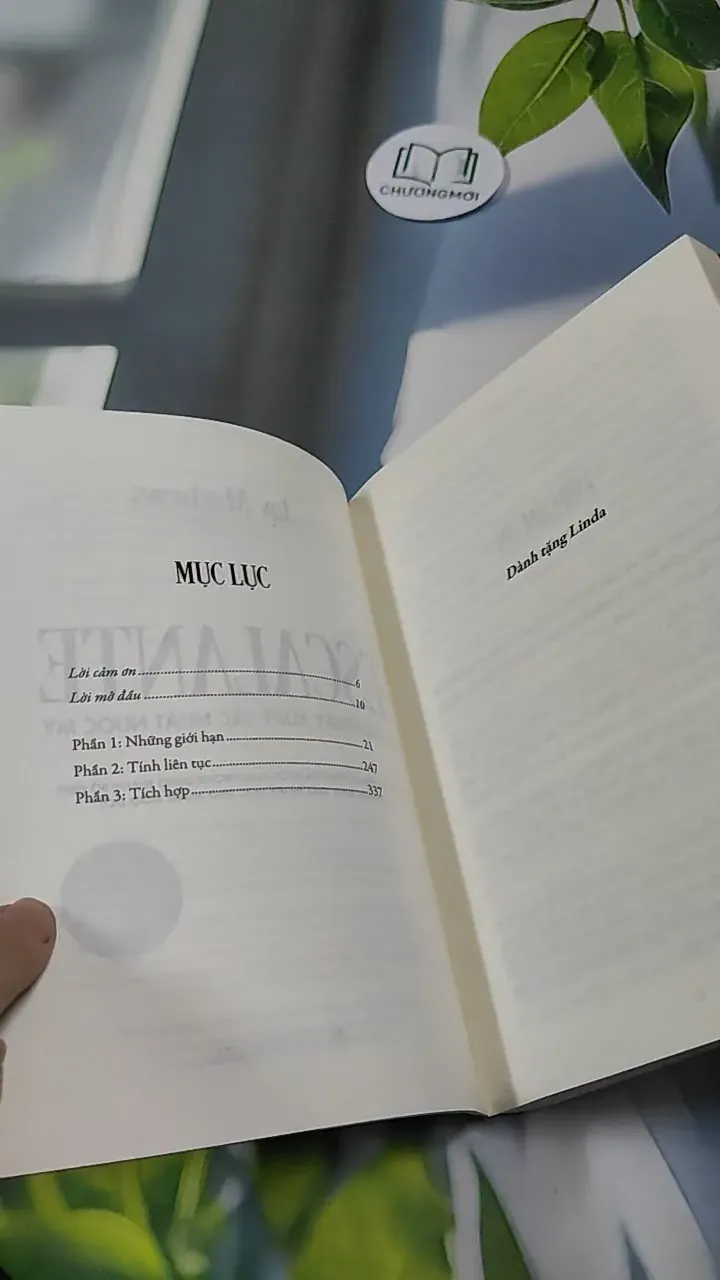 CHƯƠNGMỚI
MỤC LỤC
Lời cảm ơn..........6
Lời mở đầu..........10
Phần 1: Những giới hạn..........21
Phần 2: Tính liên tục..........247
Phần 3: Tích hợp..........337
Dành tặng Linda
ESCALANTE